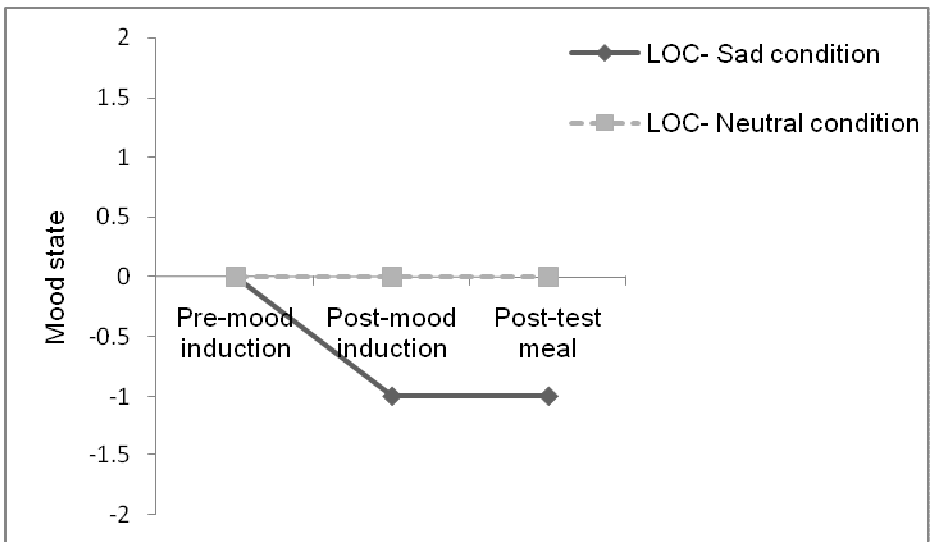 2
LOC- Sad condition
1.5
LOC- Neutral condition
1
0.5
Mood state
0
Pre-mood induction
Post-mood induction
Post-test meal
-0.5
-1
-1.5
-2